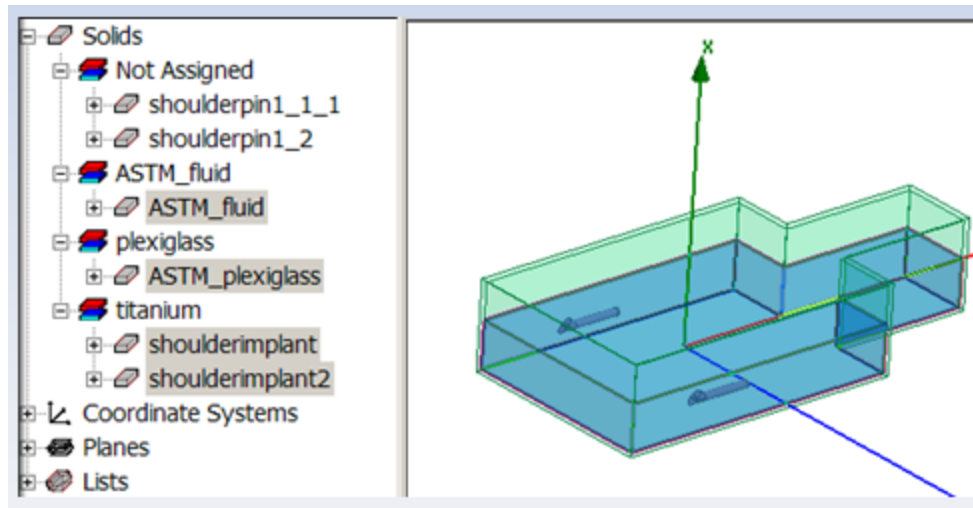 Solids
Not Assigned
shoulderpin1_1_1
shoulderpin1_2
ASTM_fluid
ASTM_fluid
plexiglass
ASTM_plexiglass
titanium
shoulderimplant
shoulderimplant2
Coordinate Systems
Planes
Lists
X